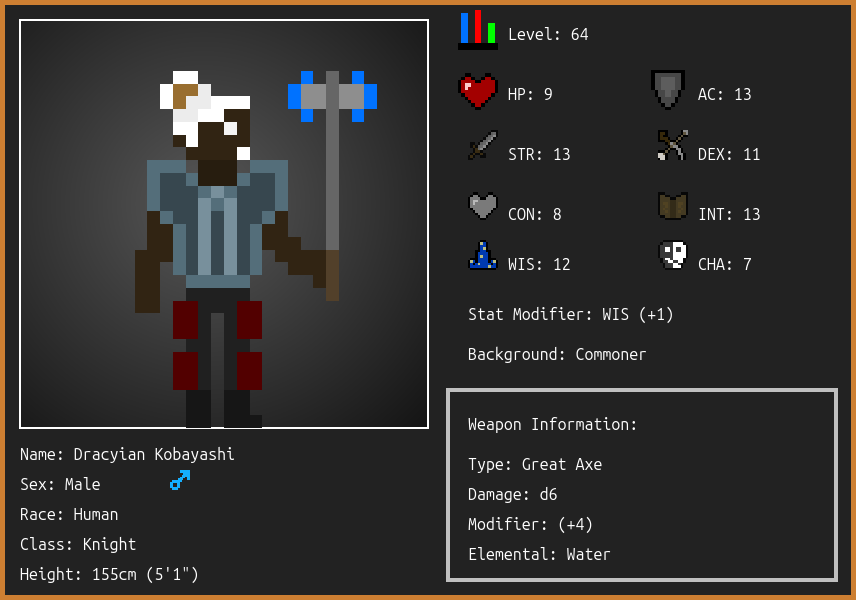 Level: 64
HP: 9
AC: 13
STR: 13
DEX: 11
CON: 8
INT: 13
WIS: 12
CHA: 7
Stat Modifier: WIS (+1)
Background: Commoner
Weapon Information:
Type: Great Axe
Damage: d6
Modifier: (+4)
Elemental: Water
Name: Dracyian Kobayashi
Sex: Male
Race: Human
Class: Knight
Height: 155cm (5'1")